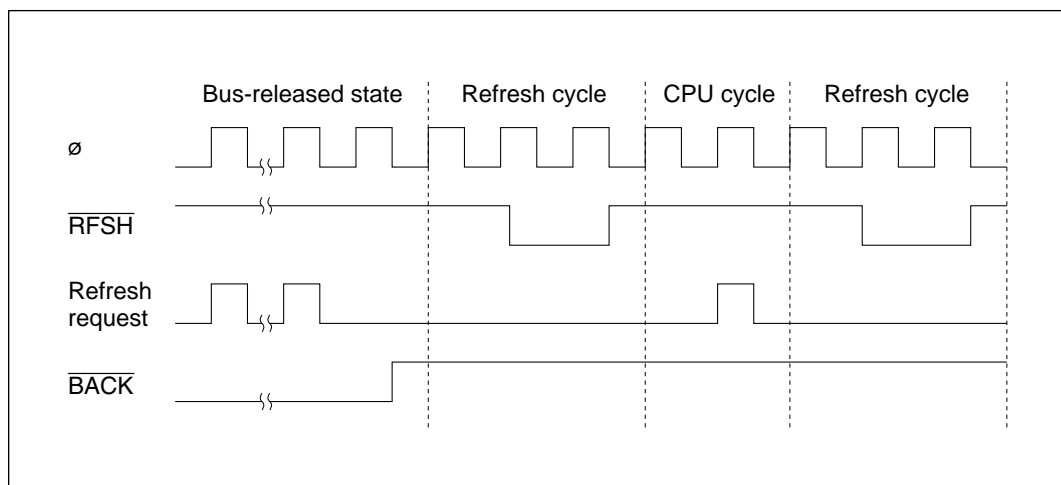 Bus-released state Refresh cycle CPU cycle Refresh cycle
ø
RFSH
Refresh
request
BACK